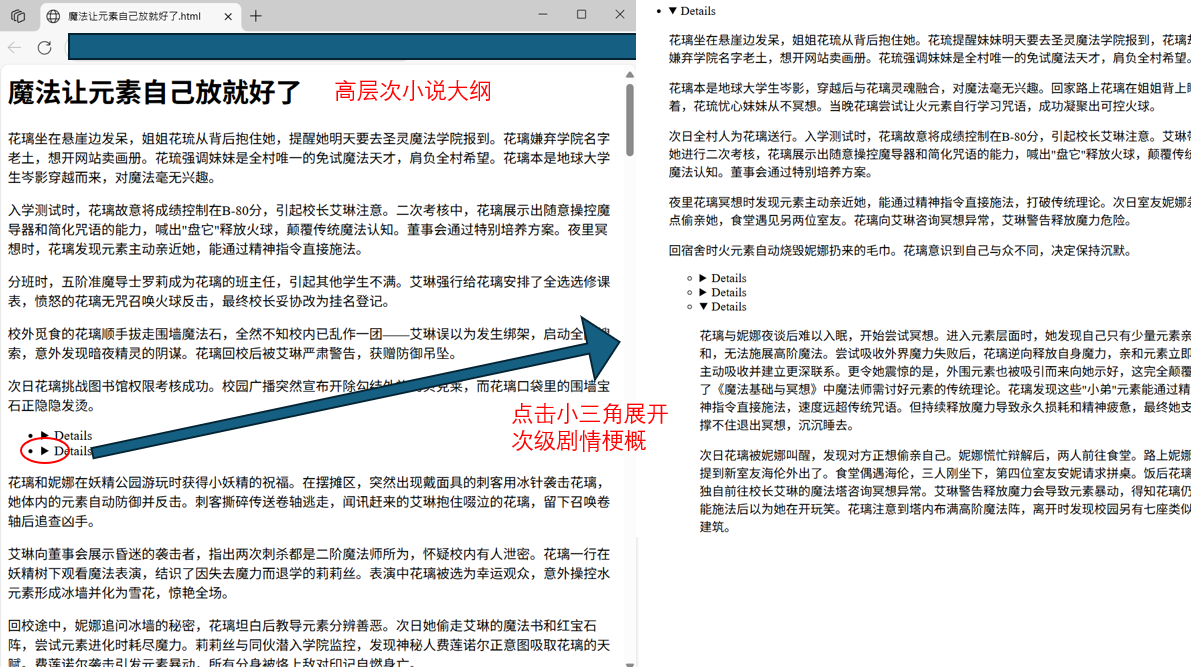 魔法让元素自己放就好了.html
魔法让元素自己放就好了
高层次小说大纲
花璃坐在悬崖边发呆，姐姐花琉从背后抱住她，提醒她明天要去圣灵魔法学院报到。花璃嫌弃学院名字
老土，想开网站卖画册。花琉强调妹妹是全村唯一的免试魔法天才，肩负全村希望。花璃本是地球大学
生岑影穿越而来，对魔法毫无兴趣。
入学测试时，花璃故意将成绩控制在B-80分，引起校长艾琳注意。二次考核中，花璃展示出随意操控魔
导器和简化咒语的能力，喊出"盘它"释放火球，颠覆传统魔法认知。董事会通过特别培养方案。夜里冥
想时，花璃发现元素主动亲近她，能通过精神指令直接施法。
分班时，五阶准魔导士罗莉成为花璃的班主任，引起其他学生不满。艾琳强行给花璃安排了全选选修课
表，愤怒的花璃无咒召唤火球反击，最终校长妥协改为挂名登记。
校外觅食的花璃顺手拔走围墙魔法石，全然不知校内已乱作一团——艾琳误以为发生绑架，启动全
索，意外发现暗夜精灵的阴谋。花璃回校后被艾琳严肃警告，获赠防御吊坠。
次日花璃挑战图书馆权限考核成功。校园广播突然宣布开除勾结外 竞来，而花璃口袋里的围墙宝
石正隐隐发烫。
Details
Details
点击小三角展开
次级剧情梗概
花璃和妮娜在妖精公园游玩时获得小妖精的祝福。在摆摊区，突然出现戴面具的刺客用冰针袭击花璃，
她体内的元素自动防御并反击。刺客撕碎传送卷轴逃走，闻讯赶来的艾琳抱住啜泣的花璃，留下召唤卷
轴后追查凶手。
艾琳向董事会展示昏迷的袭击者，指出两次刺杀都是二阶魔法师所为，怀疑校内有人泄密。花璃一行在
妖精树下观看魔法表演，结识了因失去魔力而退学的莉莉丝。表演中花璃被选为幸运观众，意外操控水
元素形成冰墙并化为雪花，惊艳全场。
回校途中，妮娜追问冰墙的秘密，花璃坦白后教导元素分辨善恶。次日她偷走艾琳的魔法书和红宝石
阵，尝试元素进化时耗尽魔力。莉莉丝与同伙潜入学院监控，发现神秘人费莲诺尔正意图吸取花璃的天
赋。费莲诺尔袭击引发元素暴动，所有分身被烙上敌对印记自燃身亡。
Details
花璃坐在悬崖边发呆，姐姐花琉从背后抱住她。花琉提醒妹妹明天要去圣灵魔法学院报到，花璃
嫌弃学院名字老土，想开网站卖画册。花琉强调妹妹是全村唯一的免试魔法天才，肩负全村希望。
花璃本是地球大学生岑影，穿越后与花璃灵魂融合，对魔法毫无兴趣。回家路上花璃在姐姐背上睡
着，花琉忧心妹妹从不冥想。当晚花璃尝试让火元素自行学习咒语，成功凝聚出可控火球。
次日全村人为花璃送行。入学测试时，花璃故意将成绩控制在B-80分，引起校长艾琳注意。艾琳
她进行二次考核，花璃展示出随意操控魔导器和简化咒语的能力，喊出"盘它"释放火球，颠覆传统
魔法认知。董事会通过特别培养方案。
夜里花璃冥想时发现元素主动亲近她，能通过精神指令直接施法，打破传统理论。次日室友妮娜
点偷亲她，食堂遇见另两位室友。花璃向艾琳咨询冥想异常，艾琳警告释放魔力危险。
回宿舍时火元素自动烧毁妮娜扔来的毛巾。花璃意识到自己与众不同，决定保持沉默。
Details
Details
Details
花璃与妮娜夜谈后难以入眠，开始尝试冥想。进入元素层面时，她发现自己只有少量元素亲
和，无法施展高阶魔法。尝试吸收外界魔力失败后，花璃逆向释放自身魔力，亲和元素立即
主动吸收并建立更深联系。更令她震惊的是，外围元素也被吸引而来向她示好，这完全颠覆
了《魔法基础与冥想》中魔法师需讨好元素的传统理论。花璃发现这些"小弟"元素能通过精
神指令直接施法，速度远超传统咒语。但持续释放魔力导致永久损耗和精神疲惫，最终她支
撑不住退出冥想，沉沉睡去。
次日花璃被妮娜叫醒，发现对方正想偷亲自己。妮娜慌忙辩解后，两人前往食堂。路上妮娜
提到新室友海伦外出了。食堂偶遇海伦，三人刚坐下，第四位室友安妮请求拼桌。饭后花璃
独自前往校长艾琳的魔法塔咨询冥想异常。艾琳警告释放魔力会导致元素暴动，得知花璃仍
能施法后以为她在开玩笑。花璃注意到塔内布满高阶魔法阵，离开时发现校园另有七座类似
建筑。